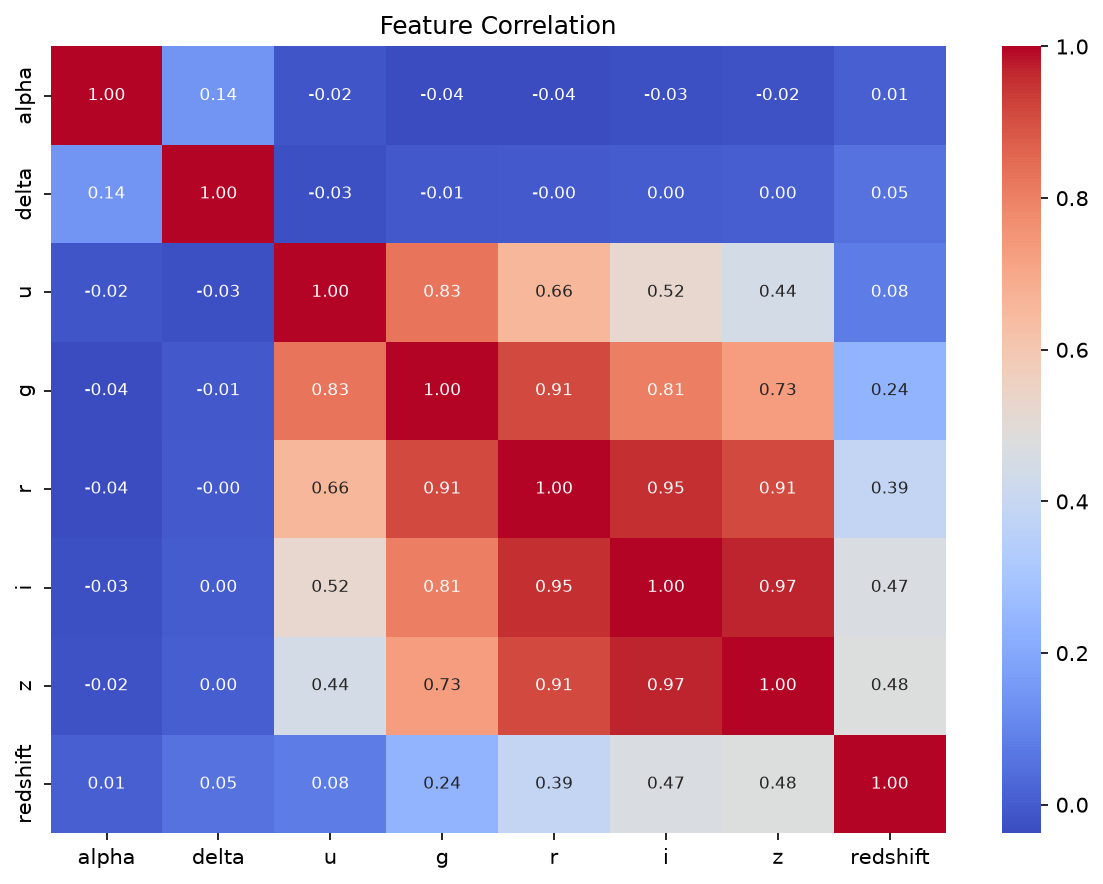 Feature Correlation
alpha 1.00 0.14 -0.02 -0.04 -0.04 -0.03 -0.02 0.01
delta 0.14 1.00 -0.03 -0.01 -0.00 0.00 0.00 0.05
u -0.02 -0.03 1.00 0.83 0.66 0.52 0.44 0.08
g -0.04 -0.01 0.83 1.00 0.91 0.81 0.73 0.24
r -0.04 -0.00 0.66 0.91 1.00 0.95 0.91 0.39
i -0.03 0.00 0.52 0.81 0.95 1.00 0.97 0.47
z -0.02 0.00 0.44 0.73 0.91 0.97 1.00 0.48
redshift 0.01 0.05 0.08 0.24 0.39 0.47 0.48 1.00
alpha delta u g r i z redshift
1.0
0.8
0.6
0.4
0.2
0.0